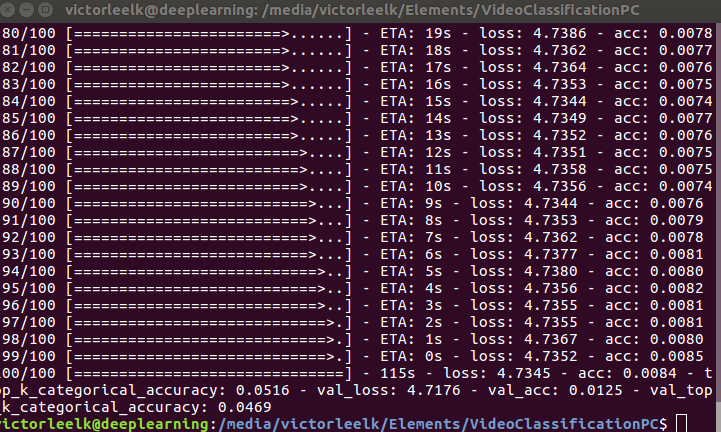 victorleelk@deeplearning: /media/victorleelk/Elements/VideoClassificationPC
80/100 [========================>......] - ETA: 19s - loss: 4.7386 - acc: 0.0078
81/100 [========================>......] - ETA: 18s - loss: 4.7362 - acc: 0.0077
82/100 [========================>......] - ETA: 17s - loss: 4.7364 - acc: 0.0076
83/100 [========================>......] - ETA: 16s - loss: 4.7353 - acc: 0.0075
84/100 [=========================>.....] - ETA: 15s - loss: 4.7344 - acc: 0.0074
85/100 [=========================>.....] - ETA: 14s - loss: 4.7349 - acc: 0.0077
86/100 [=========================>.....] - ETA: 13s - loss: 4.7352 - acc: 0.0076
87/100 [==========================>....] - ETA: 12s - loss: 4.7351 - acc: 0.0075
88/100 [==========================>....] - ETA: 11s - loss: 4.7358 - acc: 0.0075
89/100 [==========================>....] - ETA: 10s - loss: 4.7356 - acc: 0.0074
90/100 [===========================>...] - ETA: 9s - loss: 4.7344 - acc: 0.0076
91/100 [===========================>...] - ETA: 8s - loss: 4.7353 - acc: 0.0079
92/100 [===========================>...] - ETA: 7s - loss: 4.7362 - acc: 0.0078
93/100 [===========================>...] - ETA: 6s - loss: 4.7377 - acc: 0.0081
94/100 [============================>..] - ETA: 5s - loss: 4.7380 - acc: 0.0080
95/100 [============================>..] - ETA: 4s - loss: 4.7356 - acc: 0.0082
96/100 [============================>..] - ETA: 3s - loss: 4.7355 - acc: 0.0081
97/100 [=============================>.] - ETA: 2s - loss: 4.7355 - acc: 0.0081
98/100 [=============================>.] - ETA: 1s - loss: 4.7367 - acc: 0.0080
99/100 [=============================>.] - ETA: 0s - loss: 4.7352 - acc: 0.0085
100/100 [==============================] - 115s - loss: 4.7345 - acc: 0.0084 - t
op_k_categorical_accuracy: 0.0516 - val_loss: 4.7176 - val_acc: 0.0125 - val_top
_k_categorical_accuracy: 0.0469
victorleelk@deeplearning:/media/victorleelk/Elements/VideoClassificationPC$